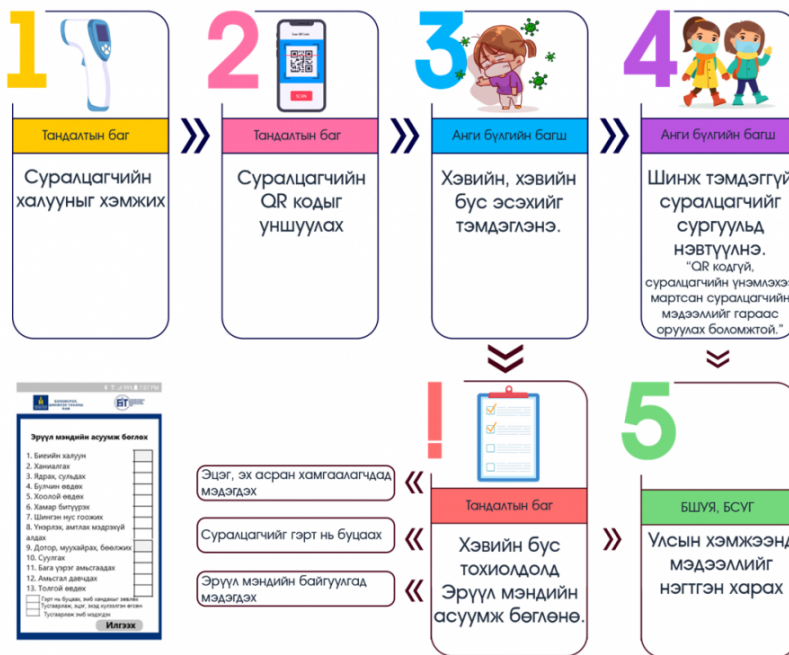 1
Тандалтын баг
Суралцагчийн
халууныг хэмжих
2
SCAN
Тандалтын баг
Суралцагчийн
QR кодыг
уншуулах
3
Анги бүлгийн багш
Хэвийн, хэвийн
бус эсэхийг
тэмдэглэнэ.
4
Анги бүлгийн багш
Шинж тэмдэггүй
суралцагчийг
сургуульд
нэвтүүлнэ.
“QR кодгүй,
суралцагчийн үнэмлэхээ
мартсан суралцагчийн
мэдээллийг гараас
оруулах боломжтой.”
Эрүүл мэндийн асуумж бөглөх
1. Биеийн халуун
2. Ханиалгах
3. Ядрах, сульдах
4. Булчин өвдөх
5. Хоолой өвдөх
6. Хамар битүүрэх
7. Шингэн нус гоожих
8. Үнэрлэх, амтлах мэдрэхүй
алдах
9. Дотор, муухайрах, бөөлжих
10. Суулгах
11. Бага үзрэг амьсгаадах
12. Амьсгал давчдах
13. Толгой өвдөх
Илгээх
Эцэг, эх асран хамгаалагчдад
мэдэгдэх
Суралцагчийг гэрт нь буцаах
Эрүүл мэндийн байгуулгад
мэдэгдэх
!
Тандалтын баг
Хэвийн бус
тохиолдолд
Эрүүл мэндийн
асуумж бөглөнө.
5
БШУЯ, БСУГ
Улсын хэмжээнд
мэдээллийг
нэгтгэн харах